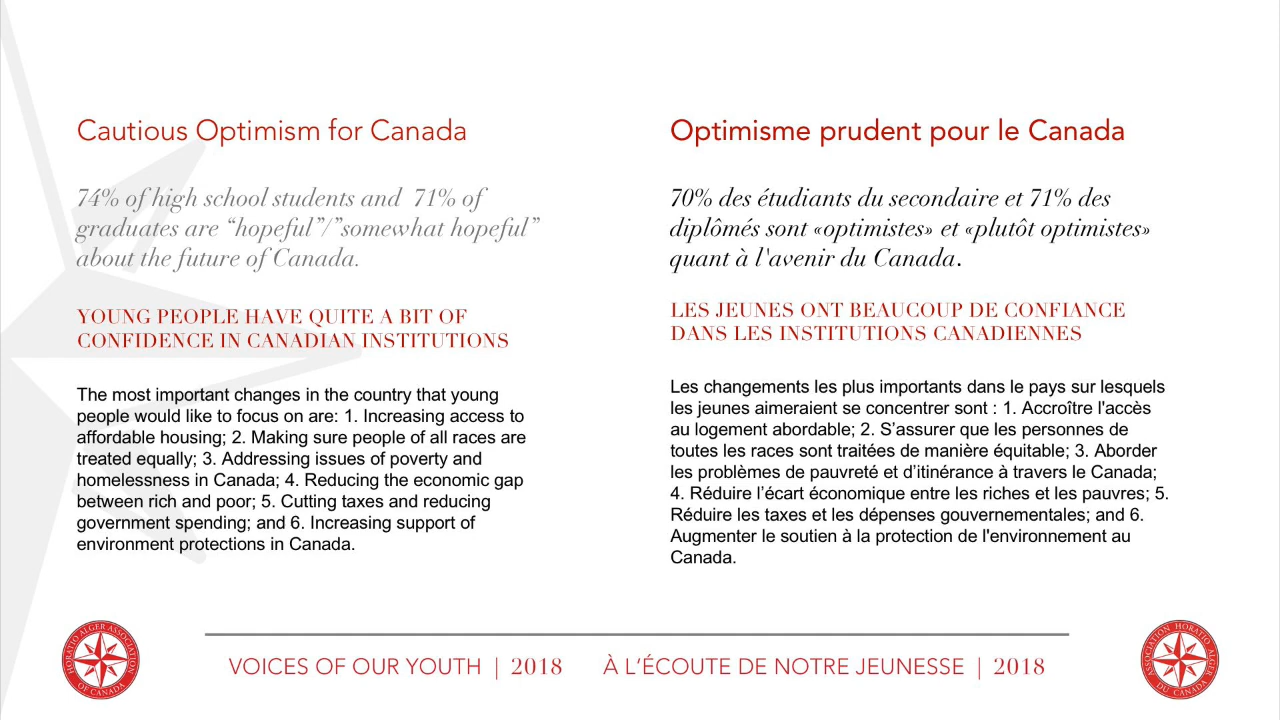 Cautious Optimism for Canada
74% of high school students and 71% of
graduates are “hopeful”/”somewhat hopeful”
about the future of Canada.
YOUNG PEOPLE HAVE QUITE A BIT OF
CONFIDENCE IN CANADIAN INSTITUTIONS
The most important changes in the country that young
people would like to focus on are: 1. Increasing access to
affordable housing; 2. Making sure people of all races are
treated equally; 3. Addressing issues of poverty and
homelessness in Canada; 4. Reducing the economic gap
between rich and poor; 5. Cutting taxes and reducing
government spending; and 6. Increasing support of
environment protections in Canada.
Optimisme prudent pour le Canada
70% des étudiants du secondaire et 71% des
diplômés sont «optimistes» et «plutôt optimistes»
quant à l'avenir du Canada.
LES JEUNES ONT BEAUCOUP DE CONFIANCE
DANS LES INSTITUTIONS CANADIENNES
Les changements les plus importants dans le pays sur lesquels
les jeunes aimeraient se concentrer sont : 1. Accroître l'accès
au logement abordable; 2. S’assurer que les personnes de
toutes les races sont traitées de manière équitable; 3. Aborder
les problèmes de pauvreté et d’itinérance à travers le Canada;
4. Réduire l’écart économique entre les riches et les pauvres; 5.
Réduire les taxes et les dépenses gouvernementales; and 6.
Augmenter le soutien à la protection de l'environnement au
Canada.
HORATIO ALGER ASSOCIATION
OF CANADA
VOICES OF OUR YOUTH | 2018
À L’ÉCOUTE DE NOTRE JEUNESSE | 2018
ASSOCIATION HORATIO ALGER
DU CANADA